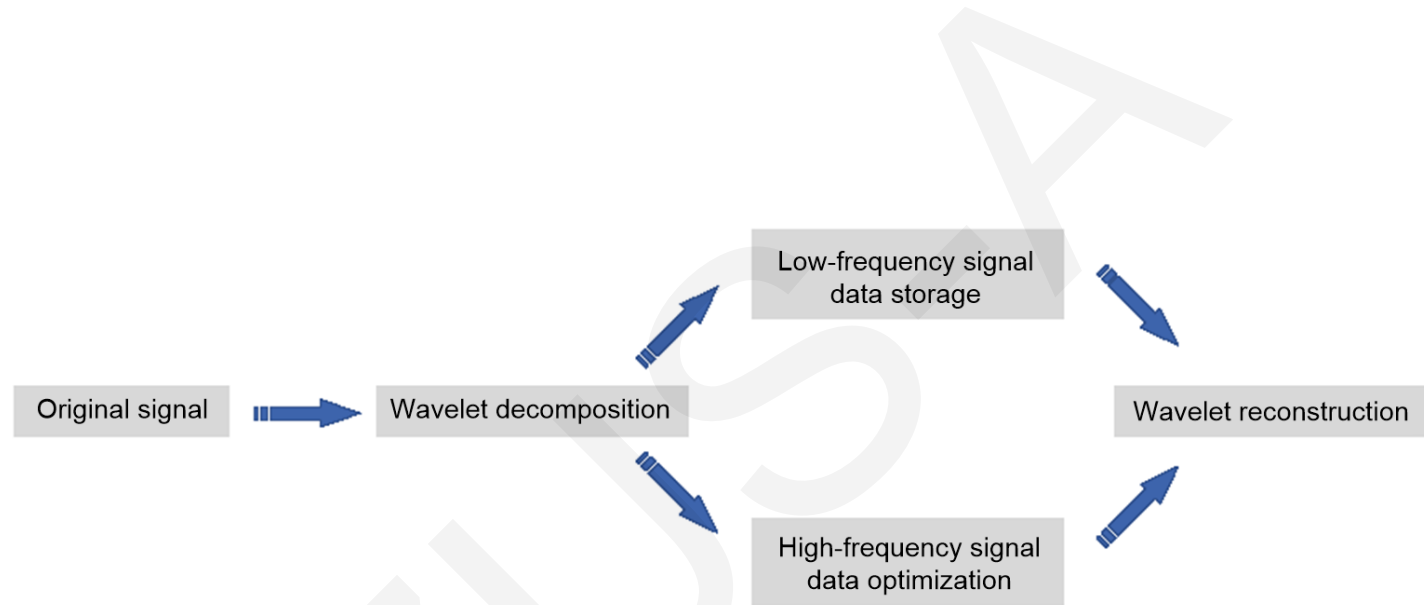 Low-frequency signal
data storage
Original signal
Wavelet decomposition
Wavelet reconstruction
High-frequency signal
data optimization